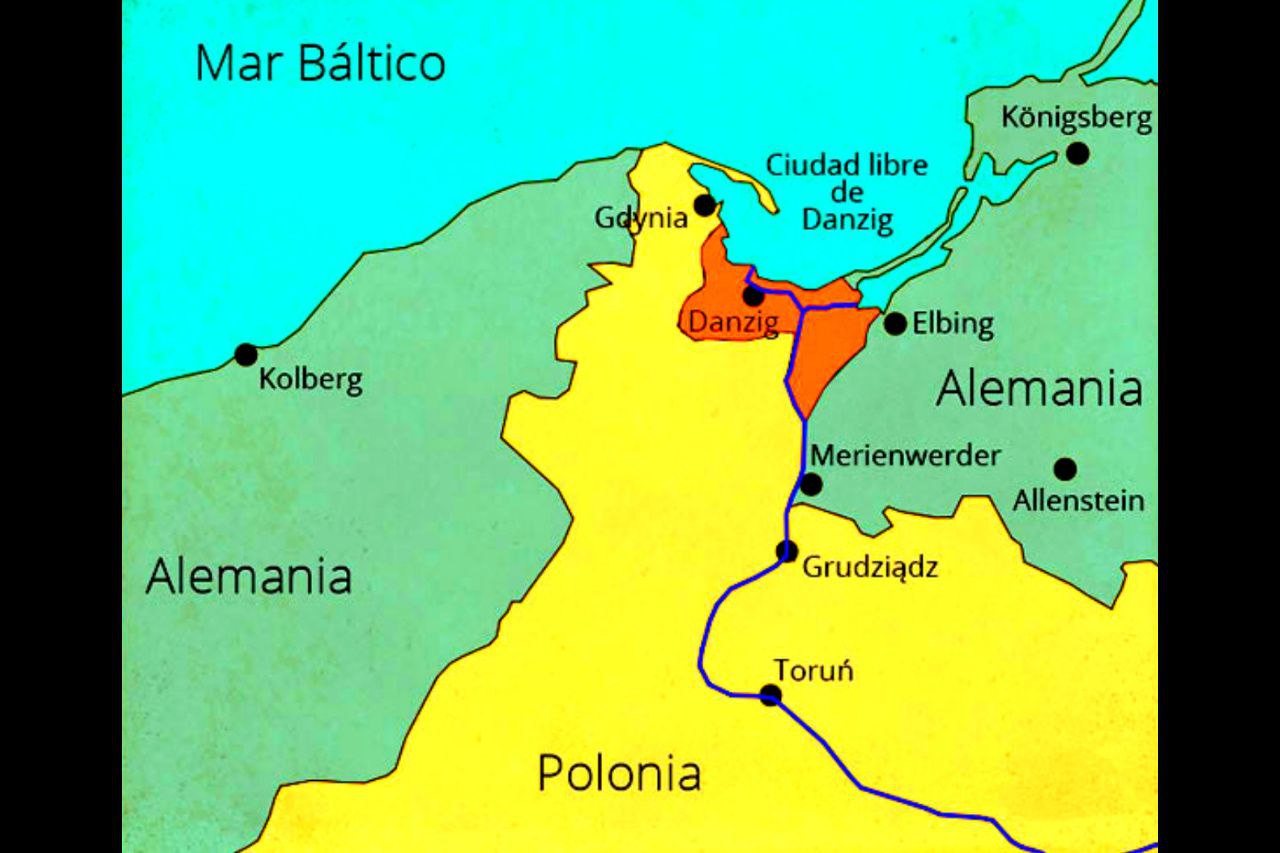 Mar Báltico
Königsberg
Ciudad libre
de
Danzig
Gdynia
Danzig
Elbing
Kolberg
Alemania
Merienwerder
Allenstein
Grudziądz
Alemania
Toruń
Polonia